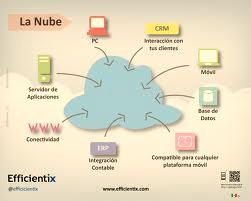 La Nube
PC
CRM
Interacción con
tus clientes
Servidor de
Aplicaciones
Móvil
Base de
Datos
Conectividad
ERP
Integración
Contable
Compatible para cualquier
plataforma móvil
Efficientix
@efficientix
www.efficientix.com